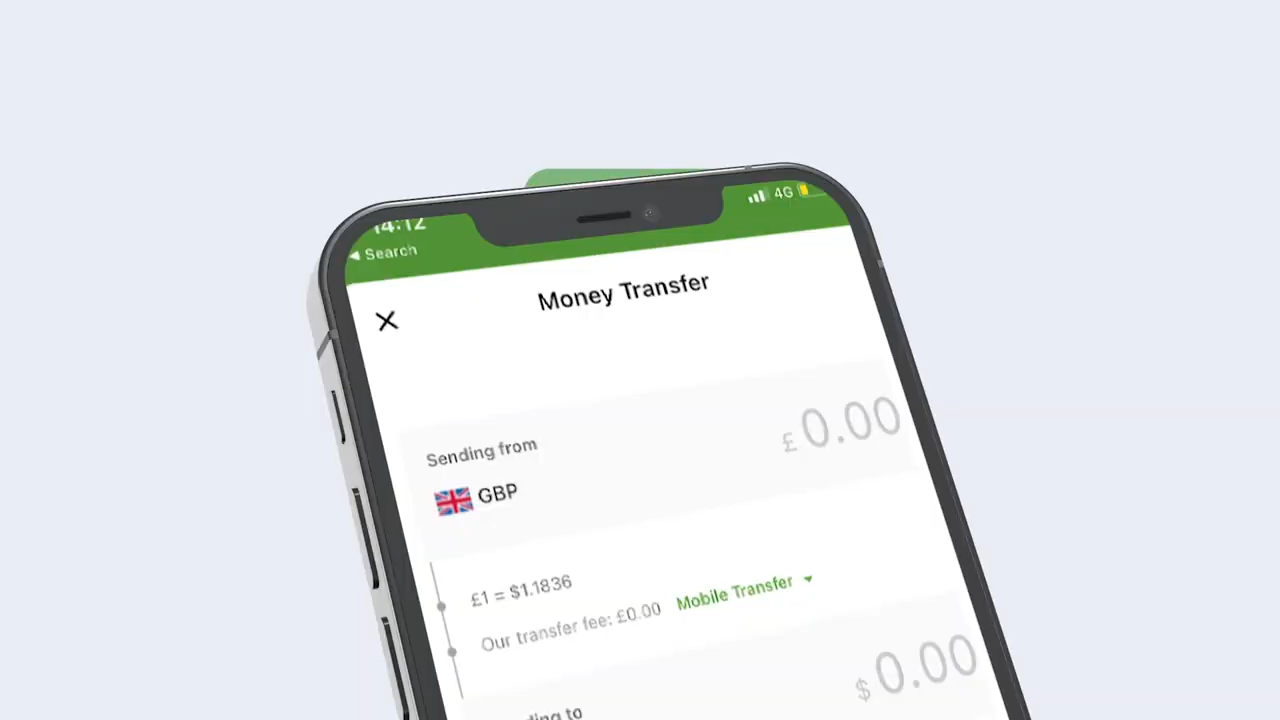 14:12
4G
◀ Search
Money Transfer
Sending from
£ 0.00
GBP
£1 = $1.1836
Our transfer fee: £0.00 Mobile Transfer
$ 0.00
to